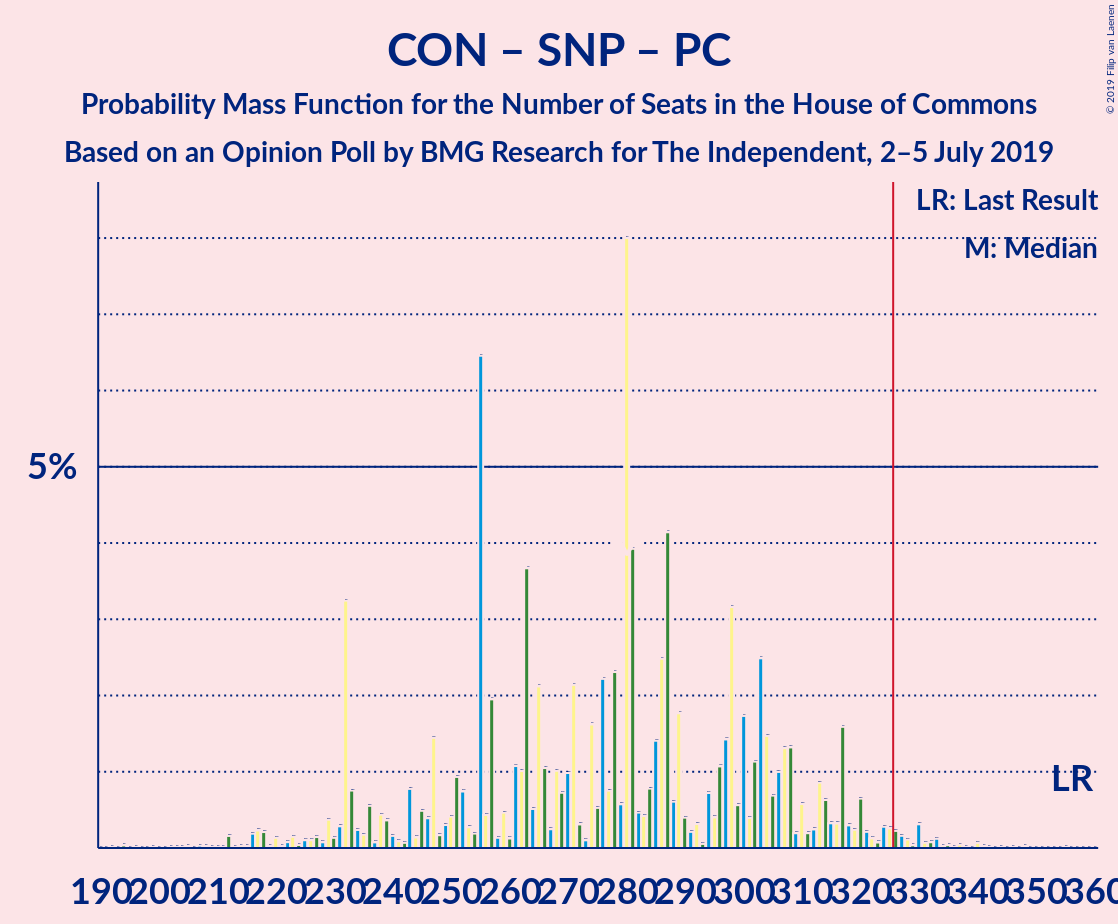 CON – SNP – PC
Probability Mass Function for the Number of Seats in the House of Commons
Based on an Opinion Poll by BMG Research for The Independent, 2–5 July 2019
© 2019 Filip van Laenen
LR: Last Result
M: Median
5%
LR
190 200 210 220 230 240 250 260 270 280 290 300 310 320 330 340 350 360